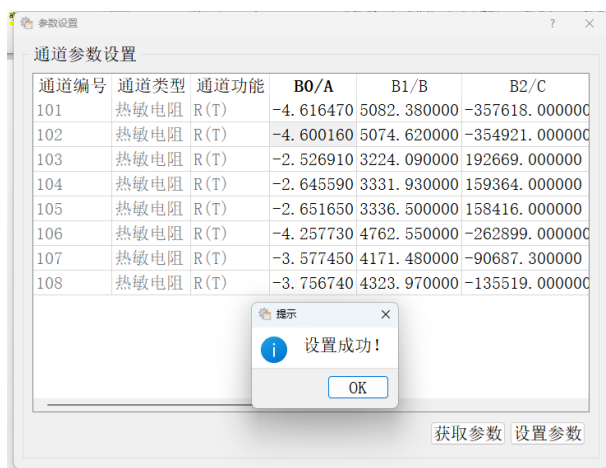 参数设置 ? ×
通道参数设置
通道编号 通道类型 通道功能 B0/A B1/B B2/C
101 热敏电阻 R(T) -4.616470 5082.380000 -357618.000000
102 热敏电阻 R(T) -4.600160 5074.620000 -354921.000000
103 热敏电阻 R(T) -2.526910 3224.090000 192669.000000
104 热敏电阻 R(T) -2.645590 3331.930000 159364.000000
105 热敏电阻 R(T) -2.651650 3336.500000 158416.000000
106 热敏电阻 R(T) -4.257730 4762.550000 -262899.000000
107 热敏电阻 R(T) -3.577450 4171.480000 -90687.300000
108 热敏电阻 R(T) -3.756740 4323.970000 -135519.000000
提示 ×
设置成功!
OK
获取参数 设置参数